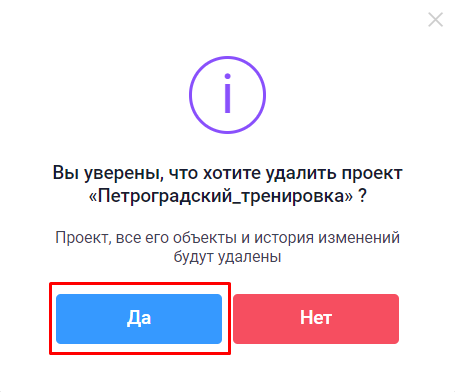 Вы уверены, что хотите удалить проект
«Петроградский_тренировка» ?
Проект, все его объекты и история изменений
будут удалены
Да
Нет